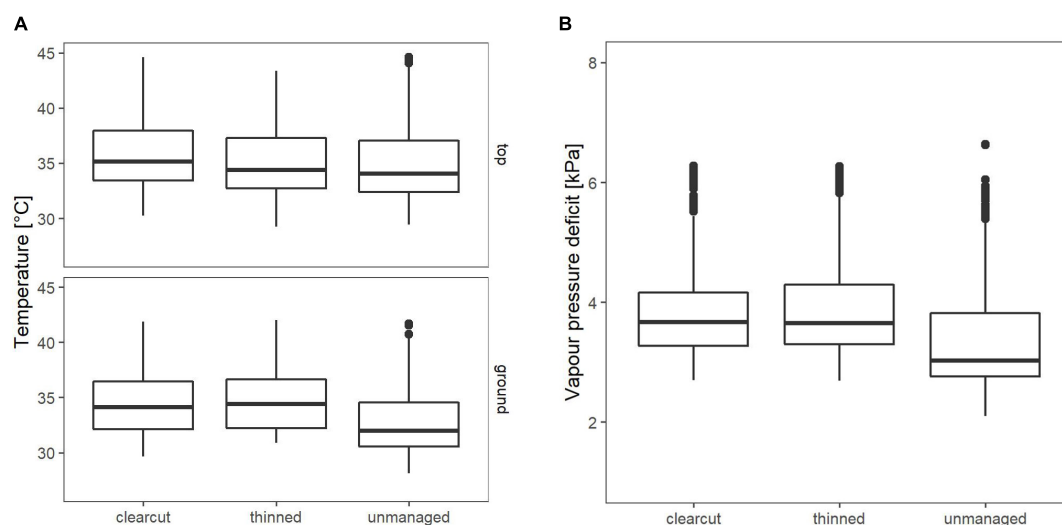 A
B
Temperature [°C]
45
40
35
30
top
45
40
35
30
ground
clearcut
thinned
unmanaged
Vapour pressure deficit [kPa]
8
6
4
2
clearcut
thinned
unmanaged